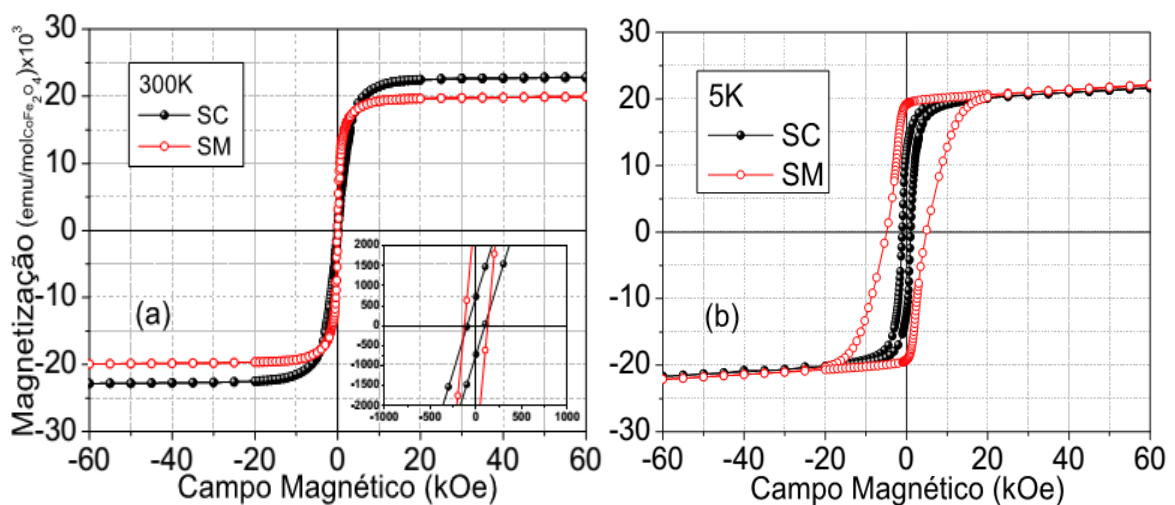 Magnetização (emu/molCoFe2O4)x10³
30
20
10
0
-10
-20
-30
-60 -40 -20 0 20 40 60
Campo Magnético (kOe)
300K
SC
SM
(a)
2000
1500
1000
500
0
-500
-1000
-1500
-2000
-1000 -500 0 500 1000
30
20
10
0
-10
-20
-30
-60 -40 -20 0 20 40 60
Campo Magnético (kOe)
5K
SC
SM
(b)